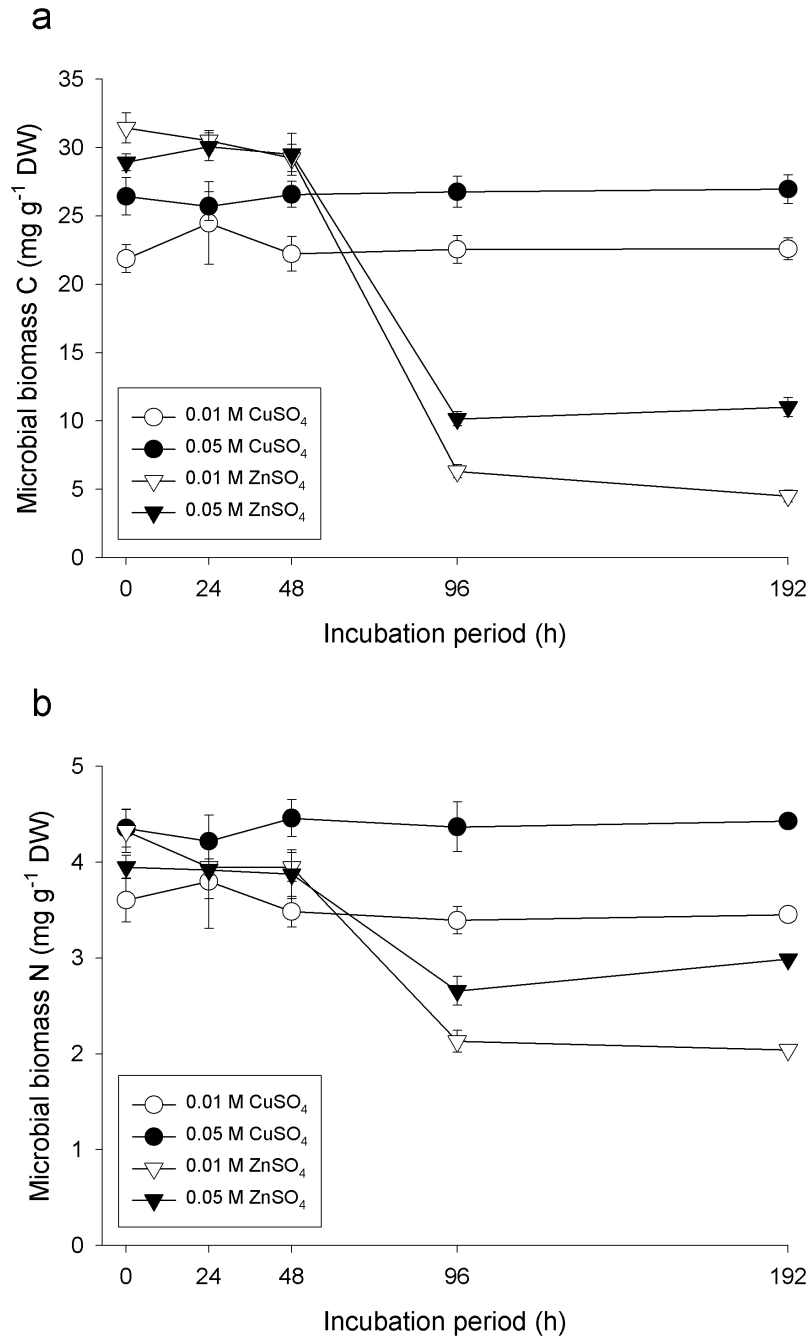 a
Microbial biomass C (mg g⁻¹ DW)
35
30
25
20
15
10
5
0
0.01 M CuSO₄
0.05 M CuSO₄
0.01 M ZnSO₄
0.05 M ZnSO₄
0 24 48 96 192
Incubation period (h)
b
Microbial biomass N (mg g⁻¹ DW)
5
4
3
2
1
0
0.01 M CuSO₄
0.05 M CuSO₄
0.01 M ZnSO₄
0.05 M ZnSO₄
0 24 48 96 192
Incubation period (h)